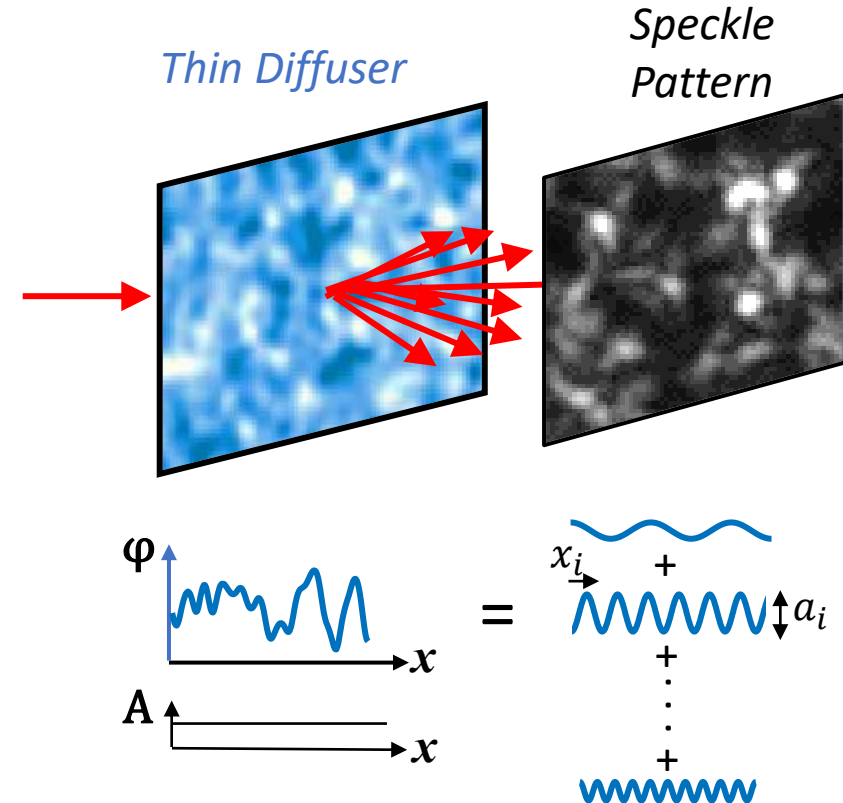 Thin Diffuser
Speckle
Pattern
φ
x
=
A
x
+
x_i
a_i
+
.
.
.
+